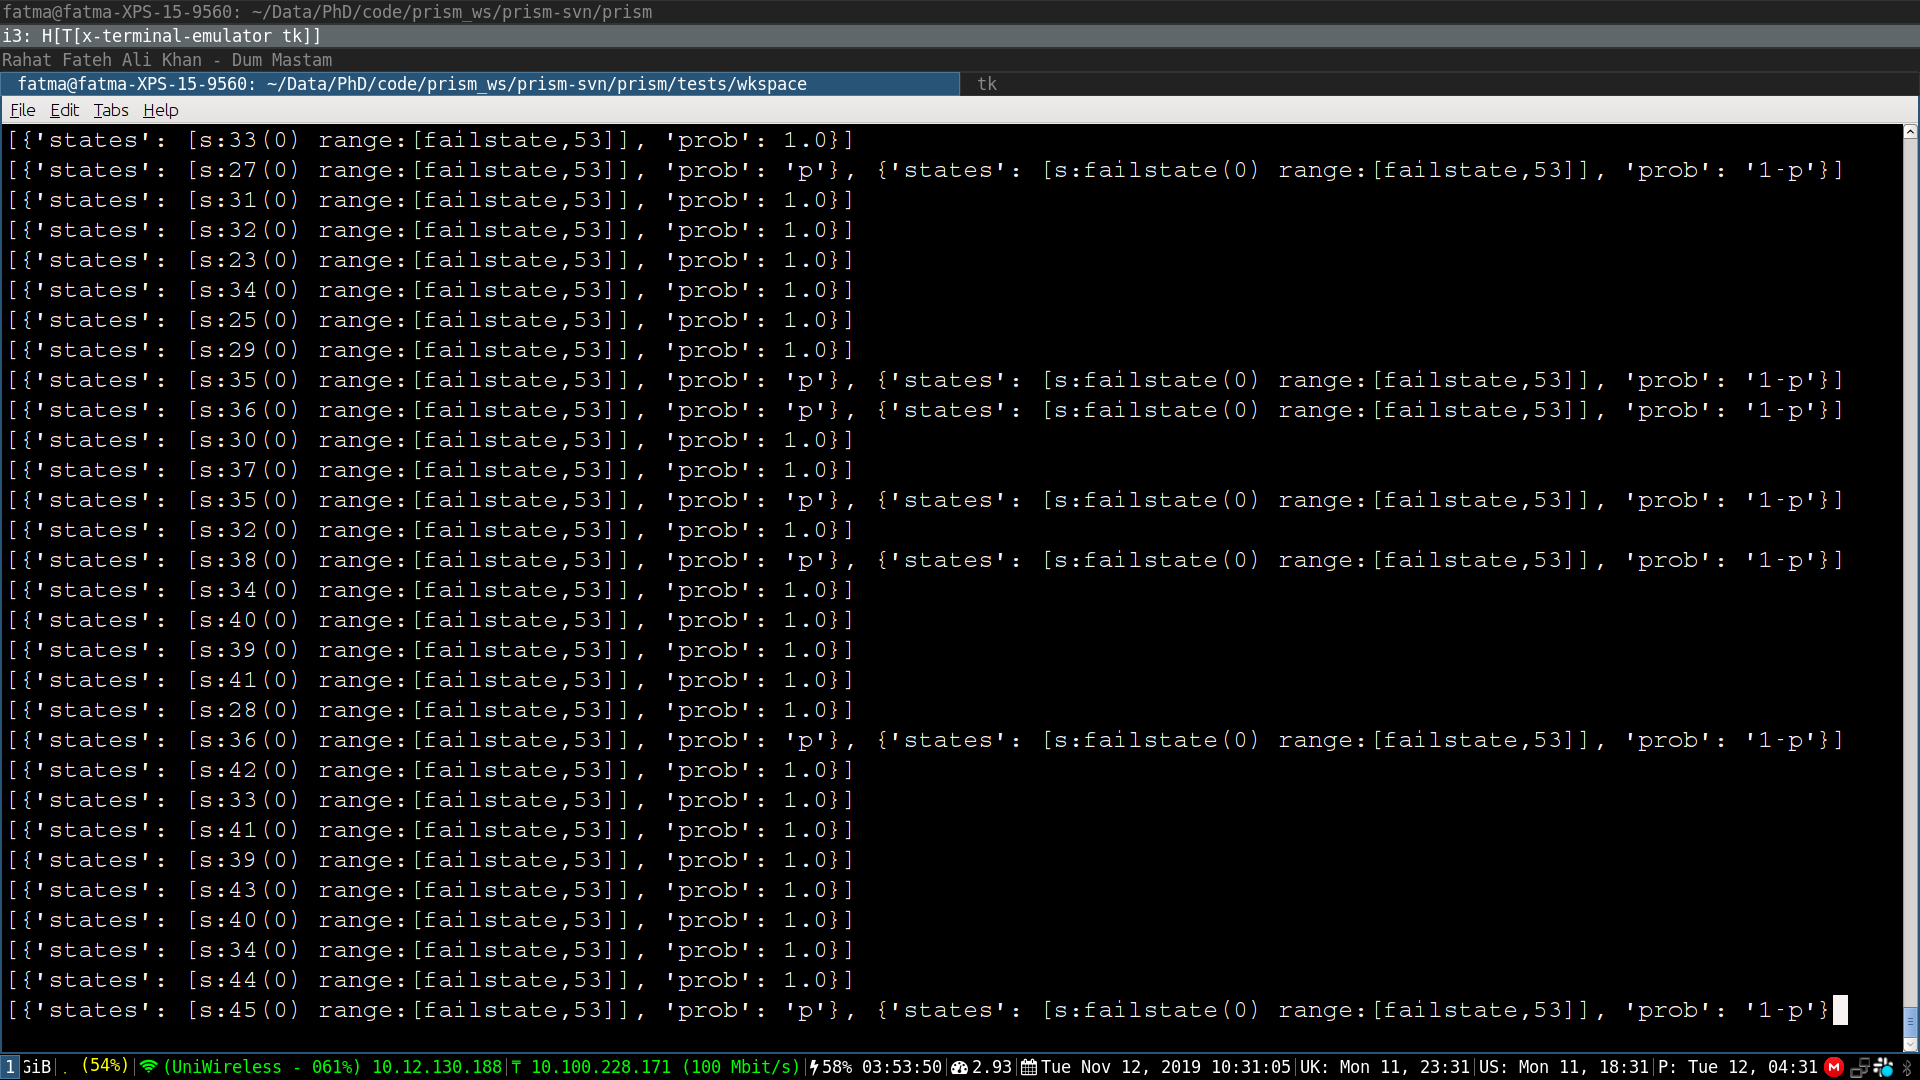 fatma@fatma-XPS-15-9560: ~/Data/PhD/code/prism_ws/prism-svn/prism
i3: H[T[x-terminal-emulator tk]]
Rahat Fateh Ali Khan - Dum Mastam
fatma@fatma-XPS-15-9560: ~/Data/PhD/code/prism_ws/prism-svn/prism/tests/wkspace tk
File Edit Tabs Help
[{'states': [s:33(0) range:[failstate,53]], 'prob': 1.0}]
[{'states': [s:27(0) range:[failstate,53]], 'prob': 'p'}, {'states': [s:failstate(0) range:[failstate,53]], 'prob': '1-p'}]
[{'states': [s:31(0) range:[failstate,53]], 'prob': 1.0}]
[{'states': [s:32(0) range:[failstate,53]], 'prob': 1.0}]
[{'states': [s:23(0) range:[failstate,53]], 'prob': 1.0}]
[{'states': [s:34(0) range:[failstate,53]], 'prob': 1.0}]
[{'states': [s:25(0) range:[failstate,53]], 'prob': 1.0}]
[{'states': [s:29(0) range:[failstate,53]], 'prob': 1.0}]
[{'states': [s:35(0) range:[failstate,53]], 'prob': 'p'}, {'states': [s:failstate(0) range:[failstate,53]], 'prob': '1-p'}]
[{'states': [s:36(0) range:[failstate,53]], 'prob': 'p'}, {'states': [s:failstate(0) range:[failstate,53]], 'prob': '1-p'}]
[{'states': [s:30(0) range:[failstate,53]], 'prob': 1.0}]
[{'states': [s:37(0) range:[failstate,53]], 'prob': 1.0}]
[{'states': [s:35(0) range:[failstate,53]], 'prob': 'p'}, {'states': [s:failstate(0) range:[failstate,53]], 'prob': '1-p'}]
[{'states': [s:32(0) range:[failstate,53]], 'prob': 1.0}]
[{'states': [s:38(0) range:[failstate,53]], 'prob': 'p'}, {'states': [s:failstate(0) range:[failstate,53]], 'prob': '1-p'}]
[{'states': [s:34(0) range:[failstate,53]], 'prob': 1.0}]
[{'states': [s:40(0) range:[failstate,53]], 'prob': 1.0}]
[{'states': [s:39(0) range:[failstate,53]], 'prob': 1.0}]
[{'states': [s:41(0) range:[failstate,53]], 'prob': 1.0}]
[{'states': [s:28(0) range:[failstate,53]], 'prob': 1.0}]
[{'states': [s:36(0) range:[failstate,53]], 'prob': 'p'}, {'states': [s:failstate(0) range:[failstate,53]], 'prob': '1-p'}]
[{'states': [s:42(0) range:[failstate,53]], 'prob': 1.0}]
[{'states': [s:33(0) range:[failstate,53]], 'prob': 1.0}]
[{'states': [s:41(0) range:[failstate,53]], 'prob': 1.0}]
[{'states': [s:39(0) range:[failstate,53]], 'prob': 1.0}]
[{'states': [s:43(0) range:[failstate,53]], 'prob': 1.0}]
[{'states': [s:40(0) range:[failstate,53]], 'prob': 1.0}]
[{'states': [s:34(0) range:[failstate,53]], 'prob': 1.0}]
[{'states': [s:44(0) range:[failstate,53]], 'prob': 1.0}]
[{'states': [s:45(0) range:[failstate,53]], 'prob': 'p'}, {'states': [s:failstate(0) range:[failstate,53]], 'prob': '1-p'}
1 GiB|. (54%)|(UniWireless - 061%) 10.12.130.188|₸ 10.100.228.171 (100 Mbit/s)|58% 03:53:50|2.93|Tue Nov 12, 2019 10:31:05|UK: Mon 11, 23:31|US: Mon 11, 18:31|P: Tue 12, 04:31 M